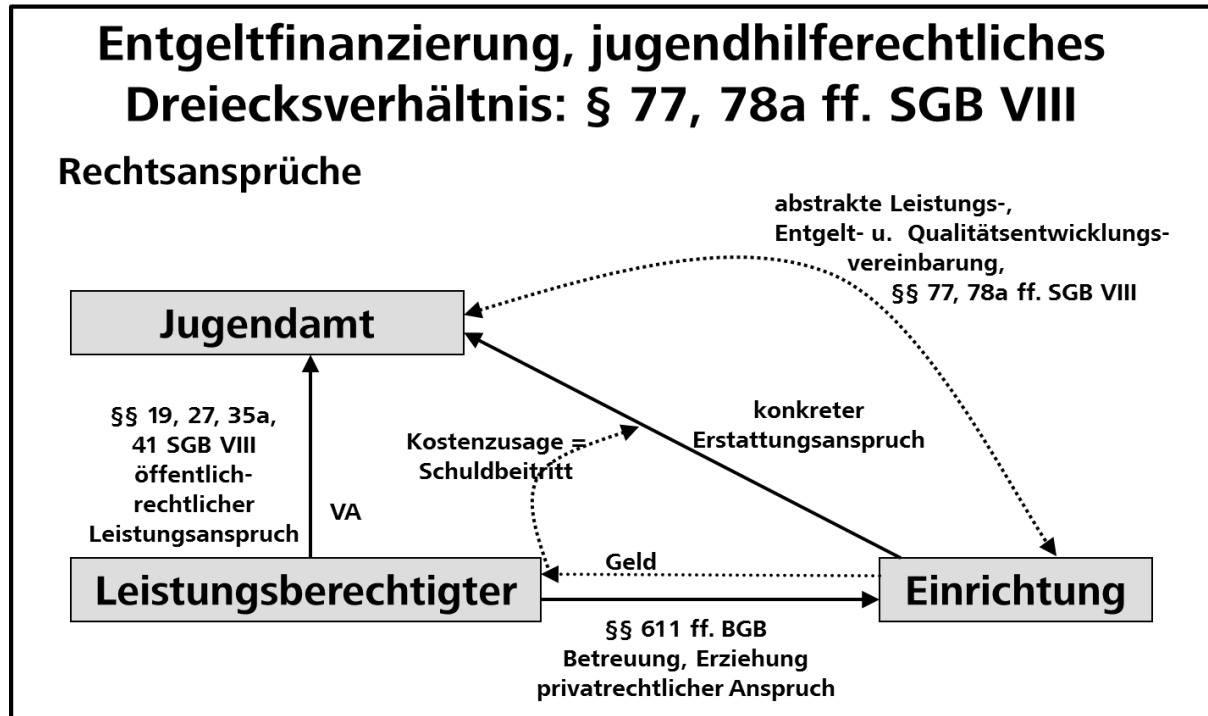 Entgeltfinanzierung, jugendhilferechtliches
Dreiecksverhältnis: § 77, 78a ff. SGB VIII
Rechtsansprüche
abstrakte Leistungs-,
Entgelt- u. Qualitätsentwicklungs-
vereinbarung,
§§ 77, 78a ff. SGB VIII
Jugendamt
§§ 19, 27, 35a,
41 SGB VIII
öffentlich-
rechtlicher
Leistungsanspruch
VA
Kostenzusage =
Schuldbeitritt
konkreter
Erstattungsanspruch
Leistungsberechtigter
Geld
Einrichtung
§§ 611 ff. BGB
Betreuung, Erziehung
privatrechtlicher Anspruch